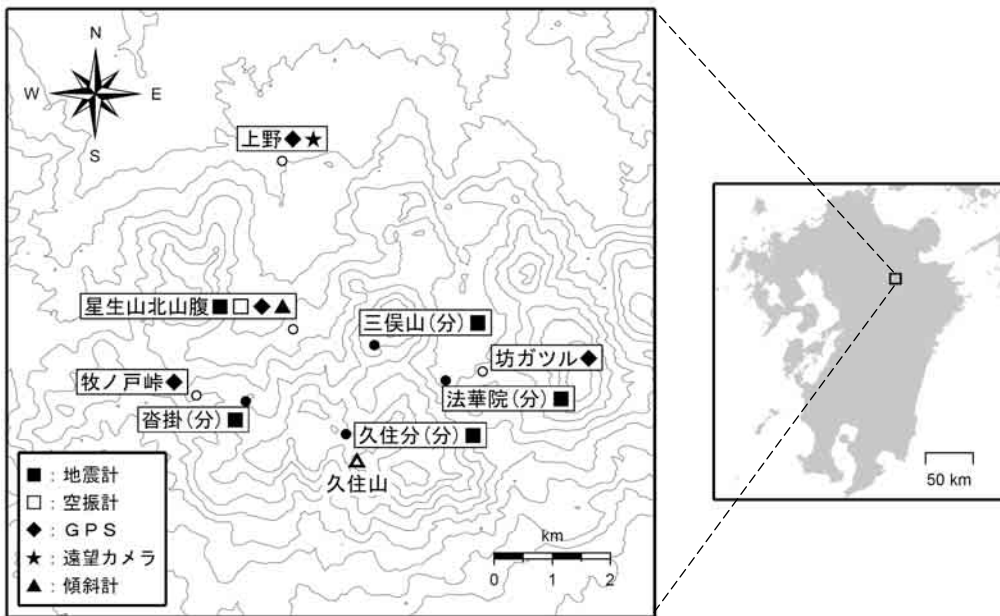 N
W E
S
上野◆★
星生山北山腹■□◆▲
三俣山(分)■
坊ガツル◆
牧ノ戸峠◆
法華院(分)■
沓掛(分)■
久住分(分)■
久住山
■：地震計
□：空振計
◆：GPS
★：遠望カメラ
▲：傾斜計
km
0 1 2
50 km